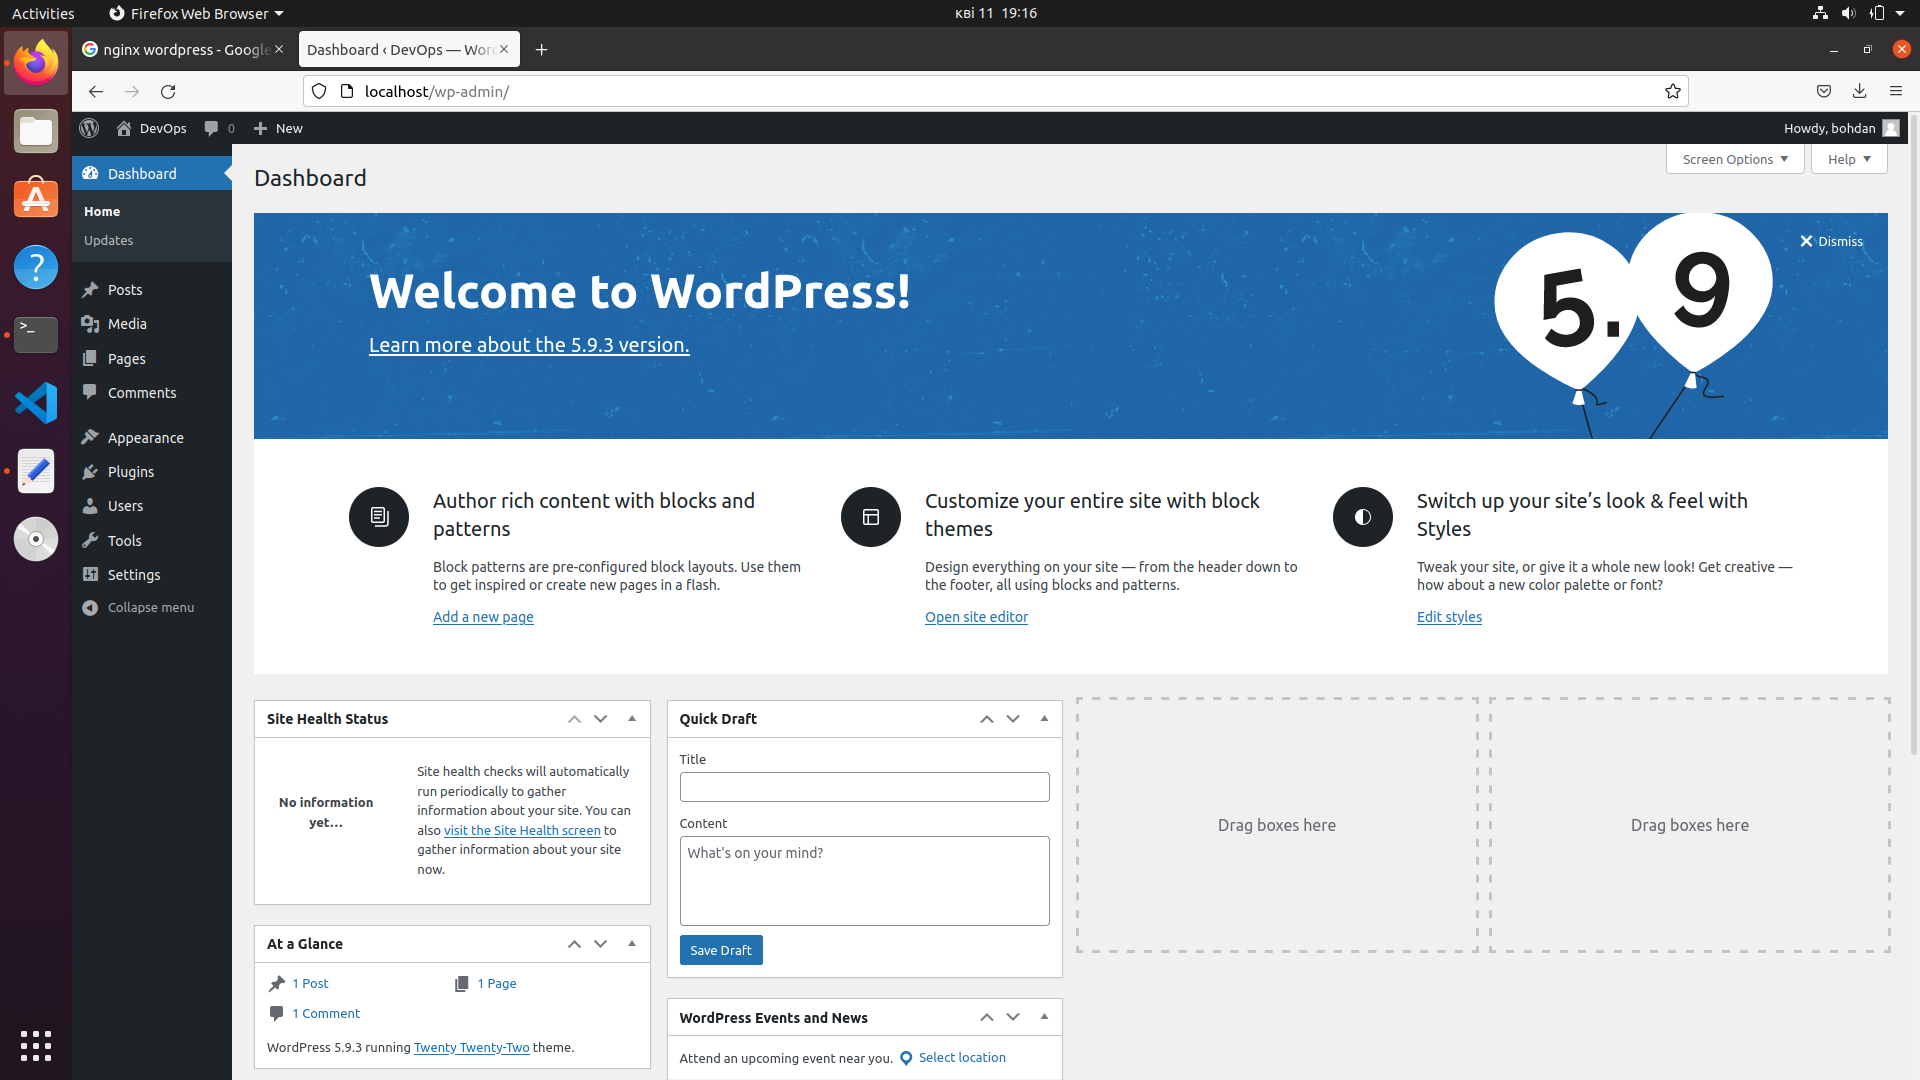 Activities
Firefox Web Browser
кві 11 19:16
nginx wordpress - Google
Dashboard ‹ DevOps — Wor
localhost/wp-admin/
DevOps
0
New
Howdy, bohdan
Dashboard
Home
Updates
Posts
Media
Pages
Comments
Appearance
Plugins
Users
Tools
Settings
Collapse menu
Dashboard
Screen Options
Help
Dismiss
Welcome to WordPress!
Learn more about the 5.9.3 version.
5.9
Author rich content with blocks and
patterns
Block patterns are pre-configured block layouts. Use them
to get inspired or create new pages in a flash.
Add a new page
Customize your entire site with block
themes
Design everything on your site — from the header down to
the footer, all using blocks and patterns.
Open site editor
Switch up your site’s look & feel with
Styles
Tweak your site, or give it a whole new look! Get creative —
how about a new color palette or font?
Edit styles
Site Health Status
No information
yet…
Site health checks will automatically
run periodically to gather
information about your site. You can
also visit the Site Health screen to
gather information about your site
now.
At a Glance
1 Post
1 Page
1 Comment
WordPress 5.9.3 running Twenty Twenty-Two theme.
Quick Draft
Title
Content
What’s on your mind?
Save Draft
WordPress Events and News
Attend an upcoming event near you.
Select location
Drag boxes here
Drag boxes here